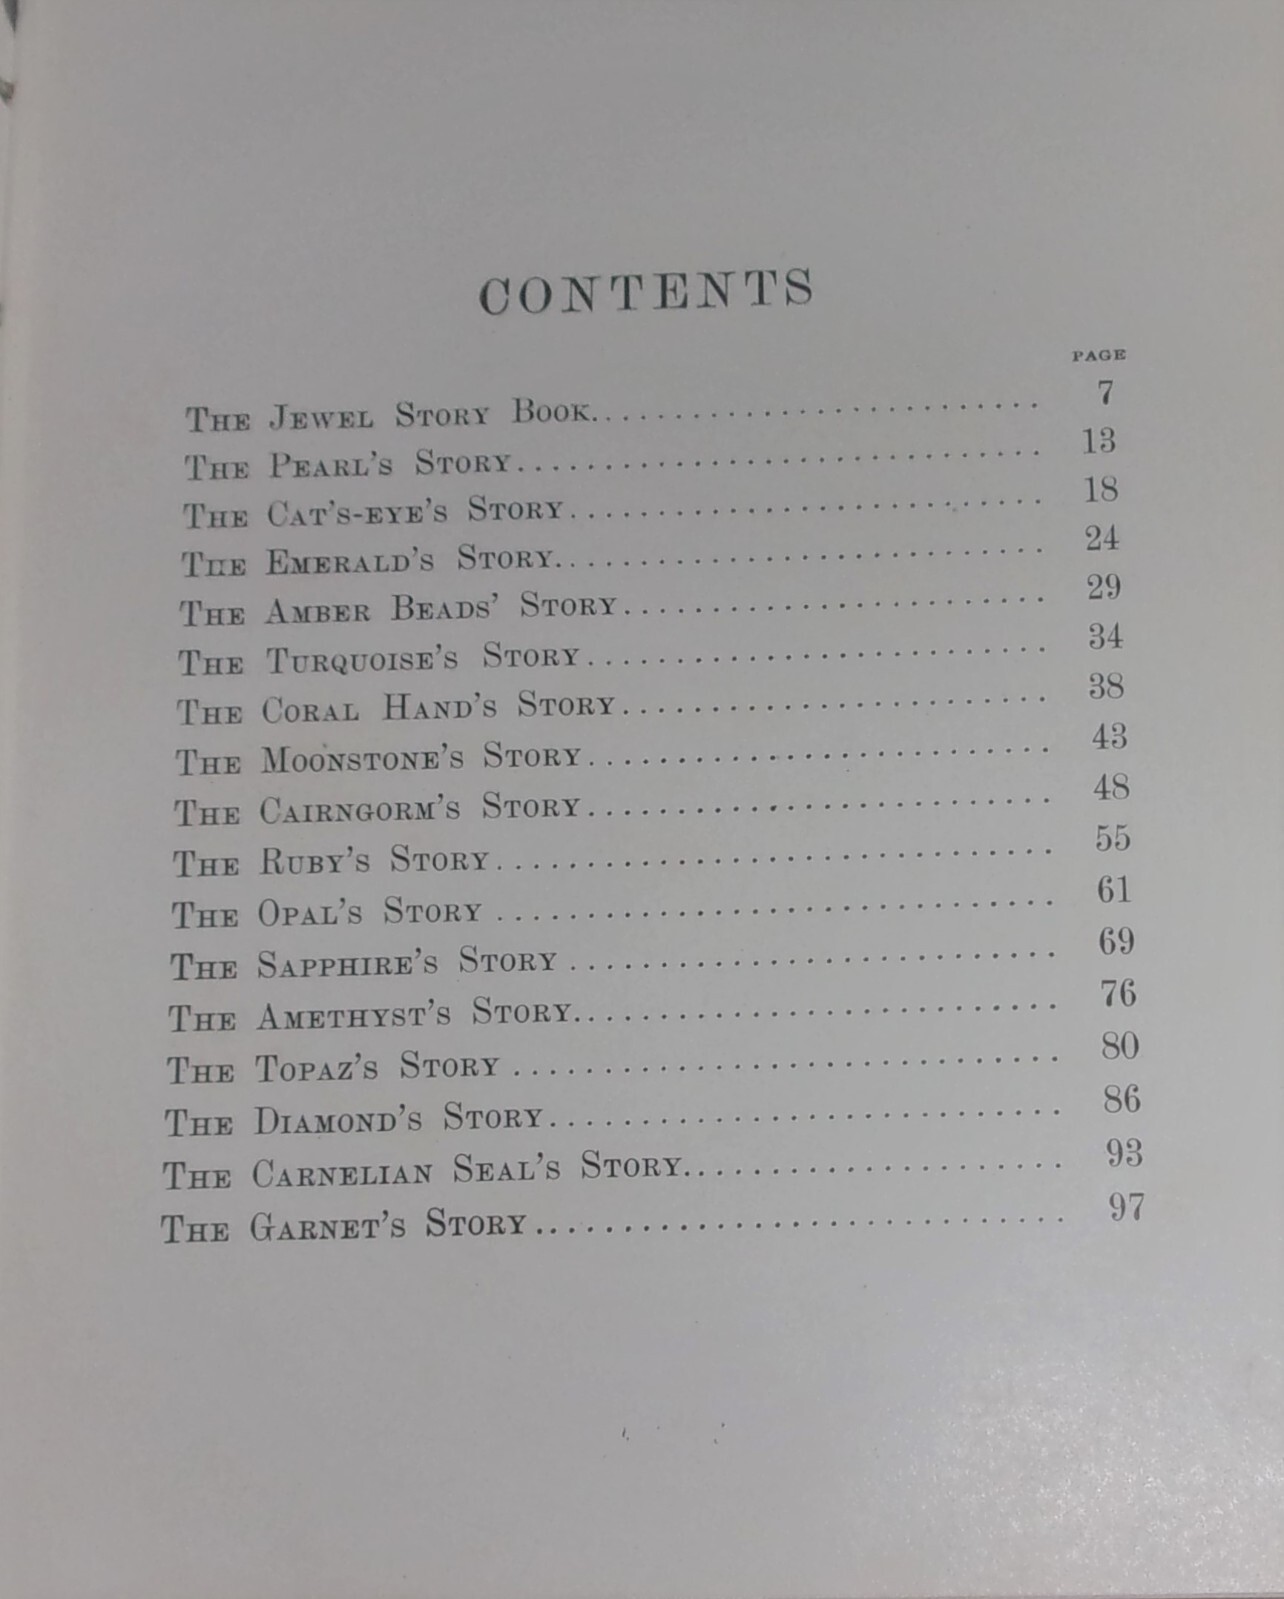 CONTENTS
PAGE
THE JEWEL STORY BOOK........................... 7
THE PEARL'S STORY............................... 13
THE CAT'S-EYE'S STORY............................ 18
THE EMERALD'S STORY............................. 24
THE AMBER BEADS' STORY......................... 29
THE TURQUOISE'S STORY........................... 34
THE CORAL HAND'S STORY......................... 38
THE MOONSTONE'S STORY........................... 43
THE CAIRNGORM'S STORY........................... 48
THE RUBY'S STORY................................ 55
THE OPAL'S STORY ................................ 61
THE SAPPHIRE'S STORY ............................ 69
THE AMETHYST'S STORY............................ 76
THE TOPAZ'S STORY ................................ 80
THE DIAMOND'S STORY.............................. 86
THE CARNELIAN SEAL'S STORY...................... 93
THE GARNET'S STORY............................... 97